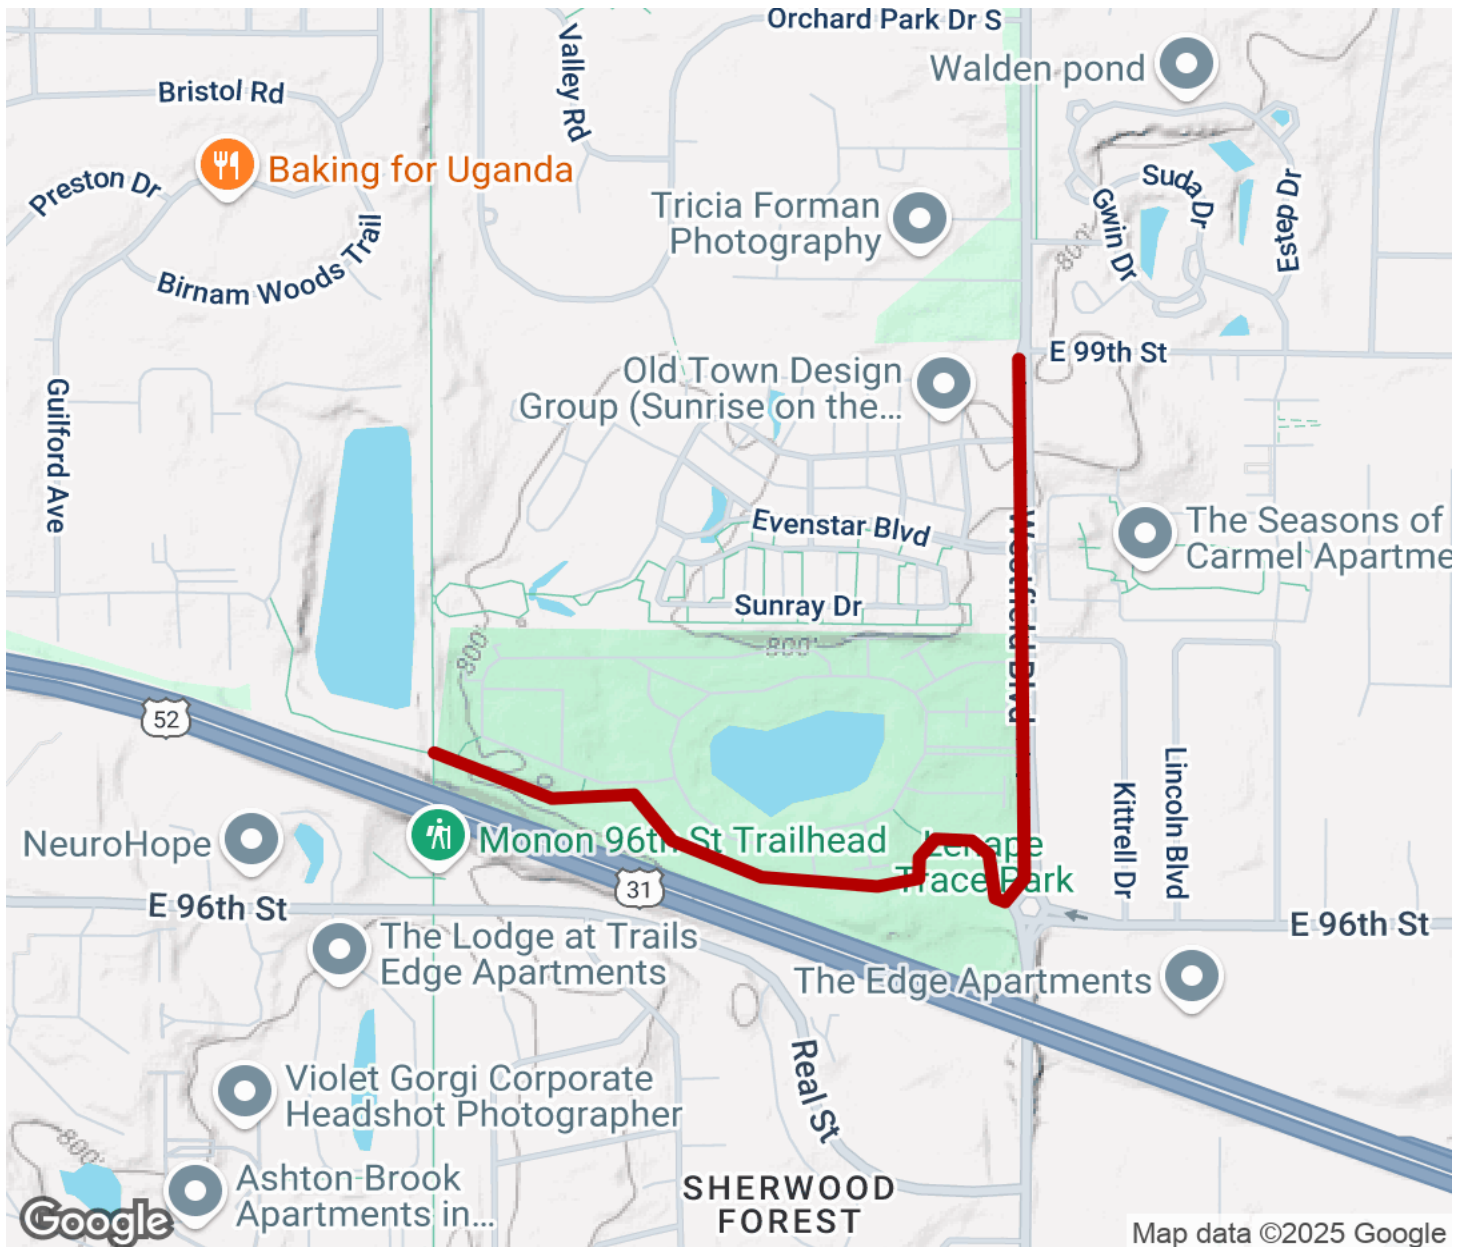 Orchard Park Dr S
Valley Rd
Walden pond
Bristol Rd
Baking for Uganda
Preston Dr
Suda Dr
Gwin Dr
Estep Dr
Tricia Forman
Photography
800'
Birnam Woods Trail
E 99th St
Old Town Design
Group (Sunrise on the...
Guilford Ave
Evenstar Blvd
The Seasons of
Carmel Apartme
Westfield Blvd
Sunray Dr
800'
800'
52
Kittrell Dr
Lincoln Blvd
NeuroHope
Monon 96th St Trailhead
Lenape
Trace Park
31
E 96th St
E 96th St
The Lodge at Trails
Edge Apartments
The Edge Apartments
Real St
Violet Gorgi Corporate
Headshot Photographer
800'
Ashton Brook
Apartments in...
SHERWOOD
FOREST
Google
Map data ©2025 Google